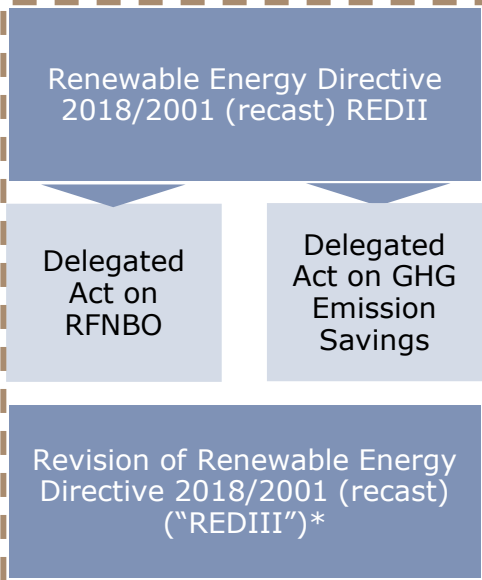 Renewable Energy Directive
2018/2001 (recast) REDII
Delegated
Act on
RFNBO
Delegated
Act on GHG
Emission
Savings
Revision of Renewable Energy
Directive 2018/2001 (recast)
(“REDIII”)*